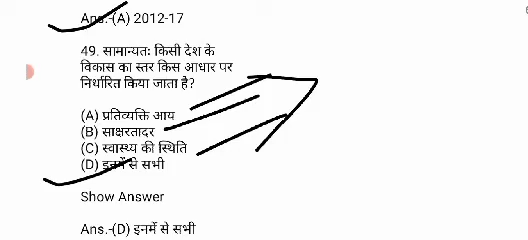 Ans.-(A) 2012-17
49. सामान्यतः किसी देश के
विकास का स्तर किस आधार पर
निर्धारित किया जाता है?
(A) प्रतिव्यक्ति आय
(B) साक्षरतादर
(C) स्वास्थ्य की स्थिति
(D) इनमें से सभी
Show Answer
Ans.-(D) इनमें से सभी